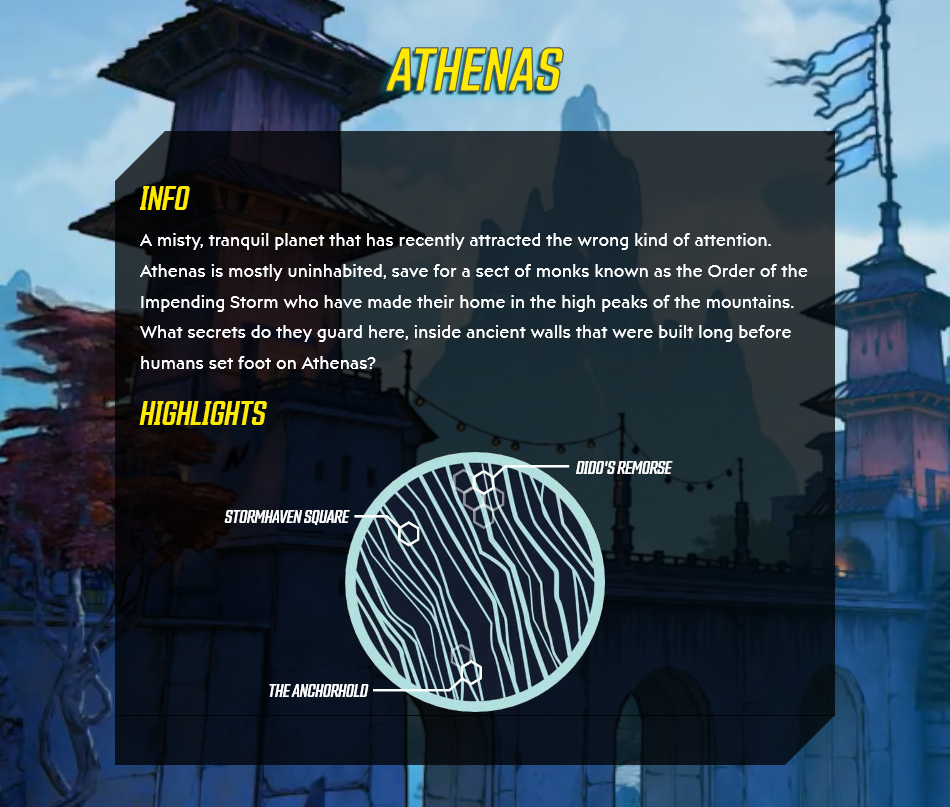 ATHENAS
INFO
A misty, tranquil planet that has recently attracted the wrong kind of attention.
Athenas is mostly uninhabited, save for a sect of monks known as the Order of the
Impending Storm who have made their home in the high peaks of the mountains.
What secrets do they guard here, inside ancient walls that were built long before
humans set foot on Athenas?
HIGHLIGHTS
DIDO'S REMORSE
STORMHAVEN SQUARE
THE ANCHORHOLD